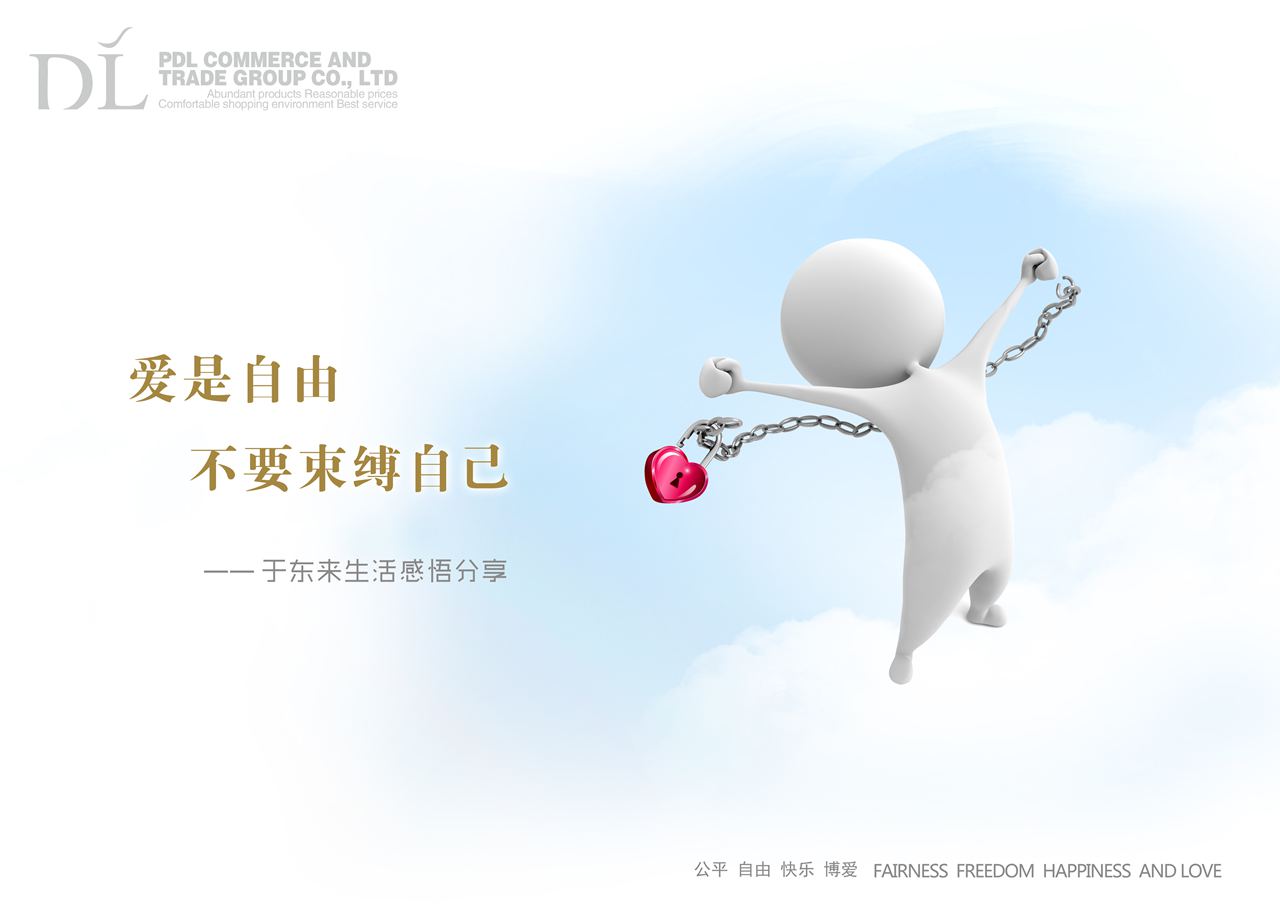 DL
PDL COMMERCE AND
TRADE GROUP CO., LTD
Abundant products Reasonable prices
Comfortable shopping environment Best service
爱是自由
不要束缚自己
——于东来生活感悟分享
公平 自由 快乐 博爱 FAIRNESS FREEDOM HAPPINESS AND LOVE